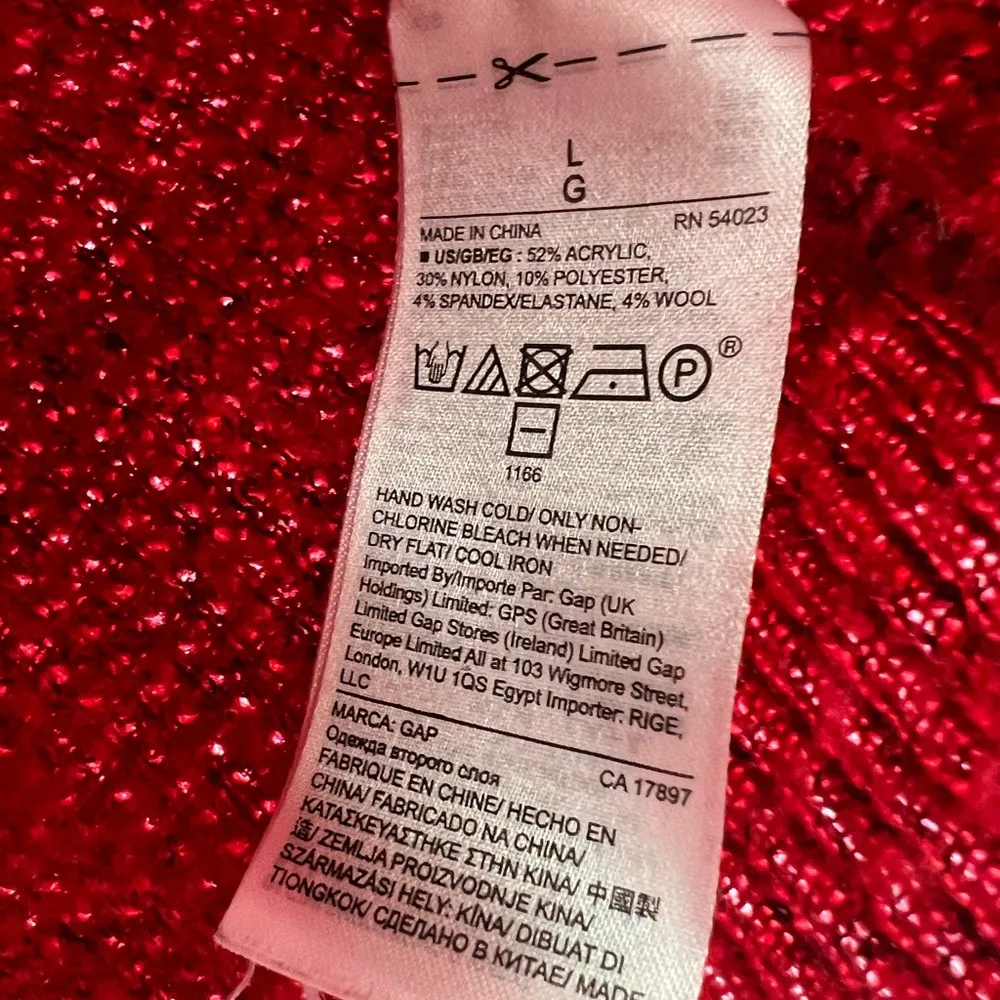 L
G
MADE IN CHINA RN 54023
■ US/GB/EG : 52% ACRYLIC,
30% NYLON, 10% POLYESTER,
4% SPANDEX/ELASTANE, 4% WOOL
P ®
1166
HAND WASH COLD/ ONLY NON-
CHLORINE BLEACH WHEN NEEDED/
DRY FLAT/ COOL IRON
Imported By/Importe Par: Gap (UK
Holdings) Limited: GPS (Great Britain)
Limited Gap Stores (Ireland) Limited Gap
Europe Limited All at 103 Wigmore Street,
London, W1U 1QS Egypt Importer: RIGE,
LLC
MARCA: GAP
Одежда второго слоя CA 17897
FABRIQUE EN CHINE/ HECHO EN
CHINA/ FABRICADO NA CHINA/
ΚΑΤΑΣΚΕΥΑΣΤΗΚΕ ΣΤΗΝ ΚΙΝΑ/ 中國製
造/ ZEMLJA PROIZVODNJE KINA/
SZÁRMAZÁSI HELY: KÍNA/ DIBUAT DI
TIONGKOK/ СДЕЛАНО В КИТАЕ/ MADE